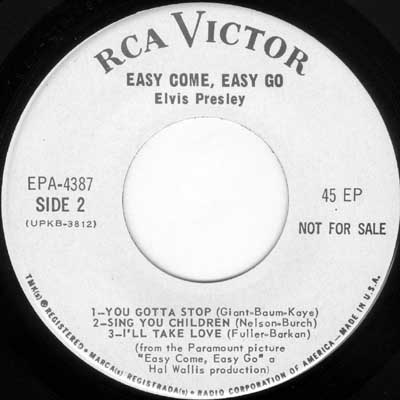 RCA VICTOR
EASY COME, EASY GO
Elvis Presley
EPA-4387
SIDE 2
(UPKB-3812)
45 EP
NOT FOR SALE
1—YOU GOTTA STOP (Giant-Baum-Kaye)
2—SING YOU CHILDREN (Nelson-Burch)
3—I'LL TAKE LOVE (Fuller-Barkan)
(from the Paramount picture
"Easy Come, Easy Go" a
Hal Wallis production)
TMK(s) ® REGISTERED • MARCA(s) REGISTRADA(s) • RADIO CORPORATION OF AMERICA—MADE IN U.S.A.